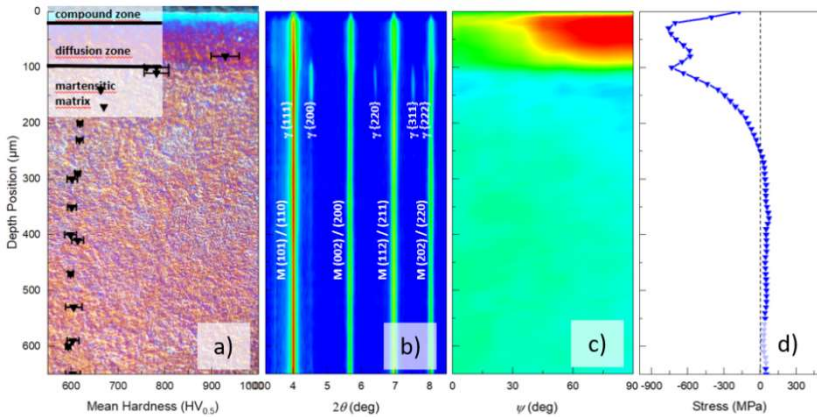 compound zone
diffusion zone
martensitic
matrix
0
100
200
300
400
500
600
Depth Position (µm)
600 700 800 900 1000
Mean Hardness (HV0.5)
a)
γ {111}
γ {200}
γ {220}
γ {311}
γ {222}
M (101) / (110)
M (002) / (200)
M (112) / (211)
M (202) / (220)
b)
4 5 6 7 8
2θ (deg)
c)
0 30 60 90
ψ (deg)
d)
-900 -600 -300 0 300
Stress (MPa)